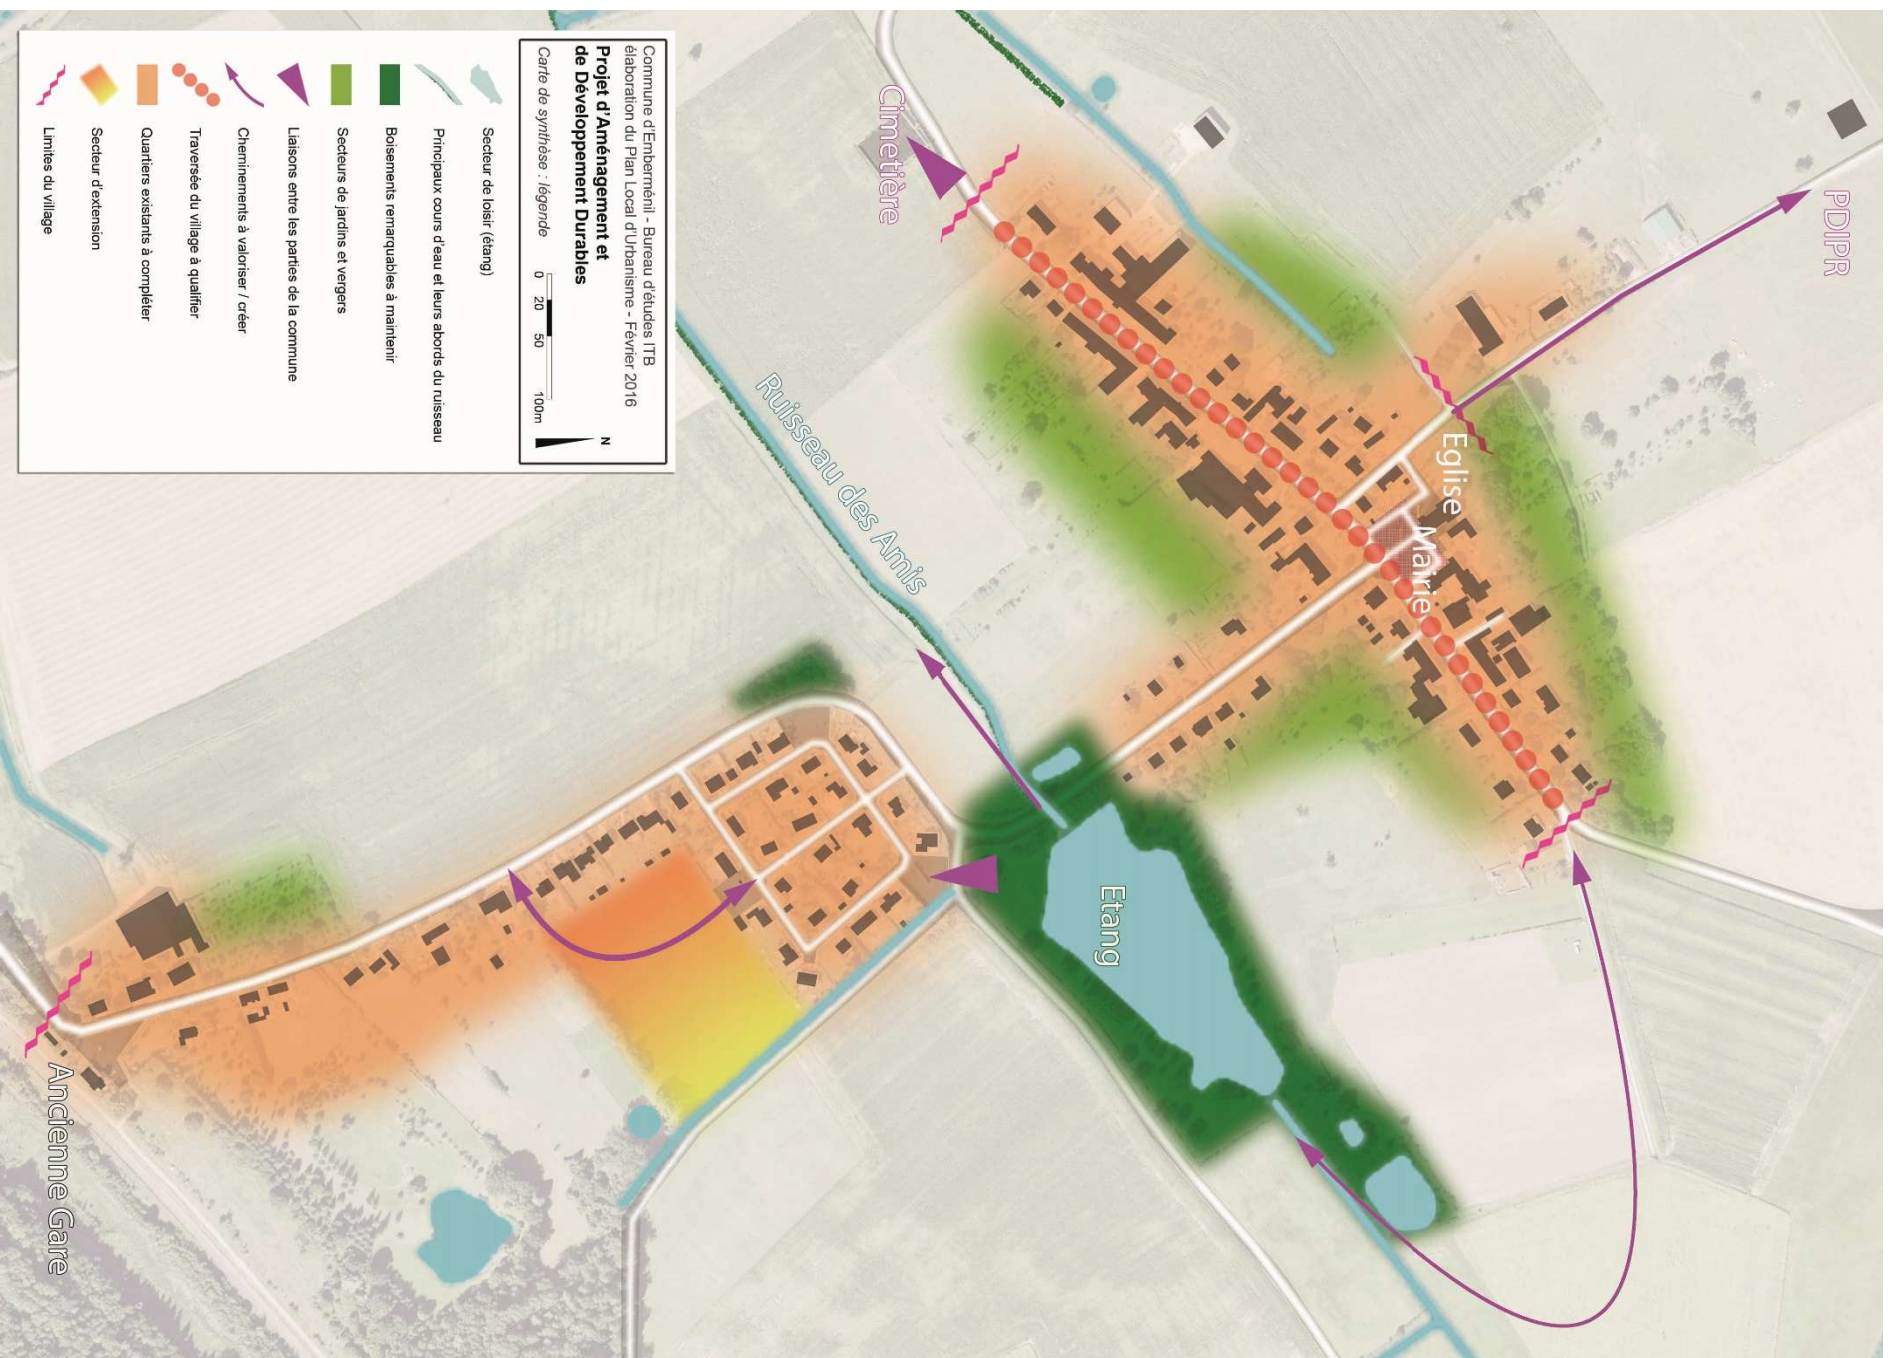 Commune d'Emberménil - Bureau d'études ITB
élaboration du Plan Local d'Urbanisme - Février 2016
Projet d'Aménagement et
de Développement Durables
Carte de synthèse : légende
0 20 50 100m
N
Secteur de loisir (étang)
Principaux cours d'eau et leurs abords du ruisseau
Boisements remarquables à maintenir
Secteurs de jardins et vergers
Liaisons entre les parties de la commune
Cheminements à valoriser / créer
Traversée du village à qualifier
Quartiers existants à compléter
Secteur d'extension
Limites du village
PDIPR
Cimetière
Eglise
Mairie
Ruisseau des Amis
Etang
Ancienne Gare